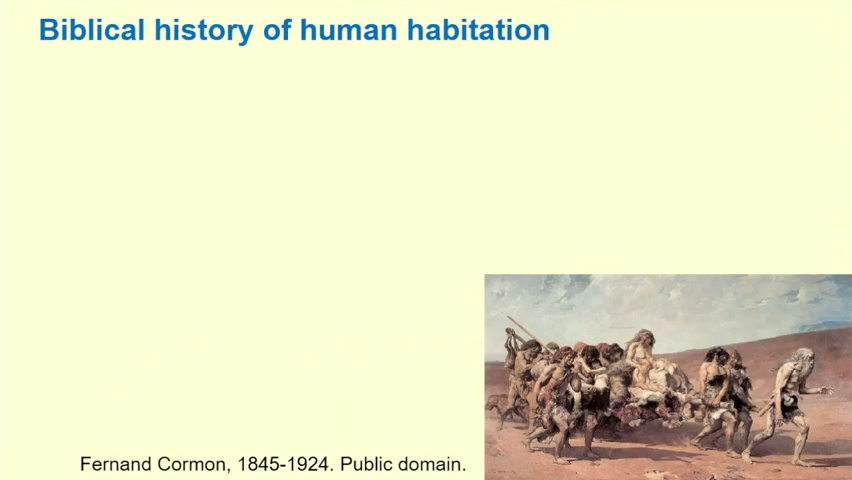 Biblical history of human habitation
Fernand Cormon, 1845-1924. Public domain.